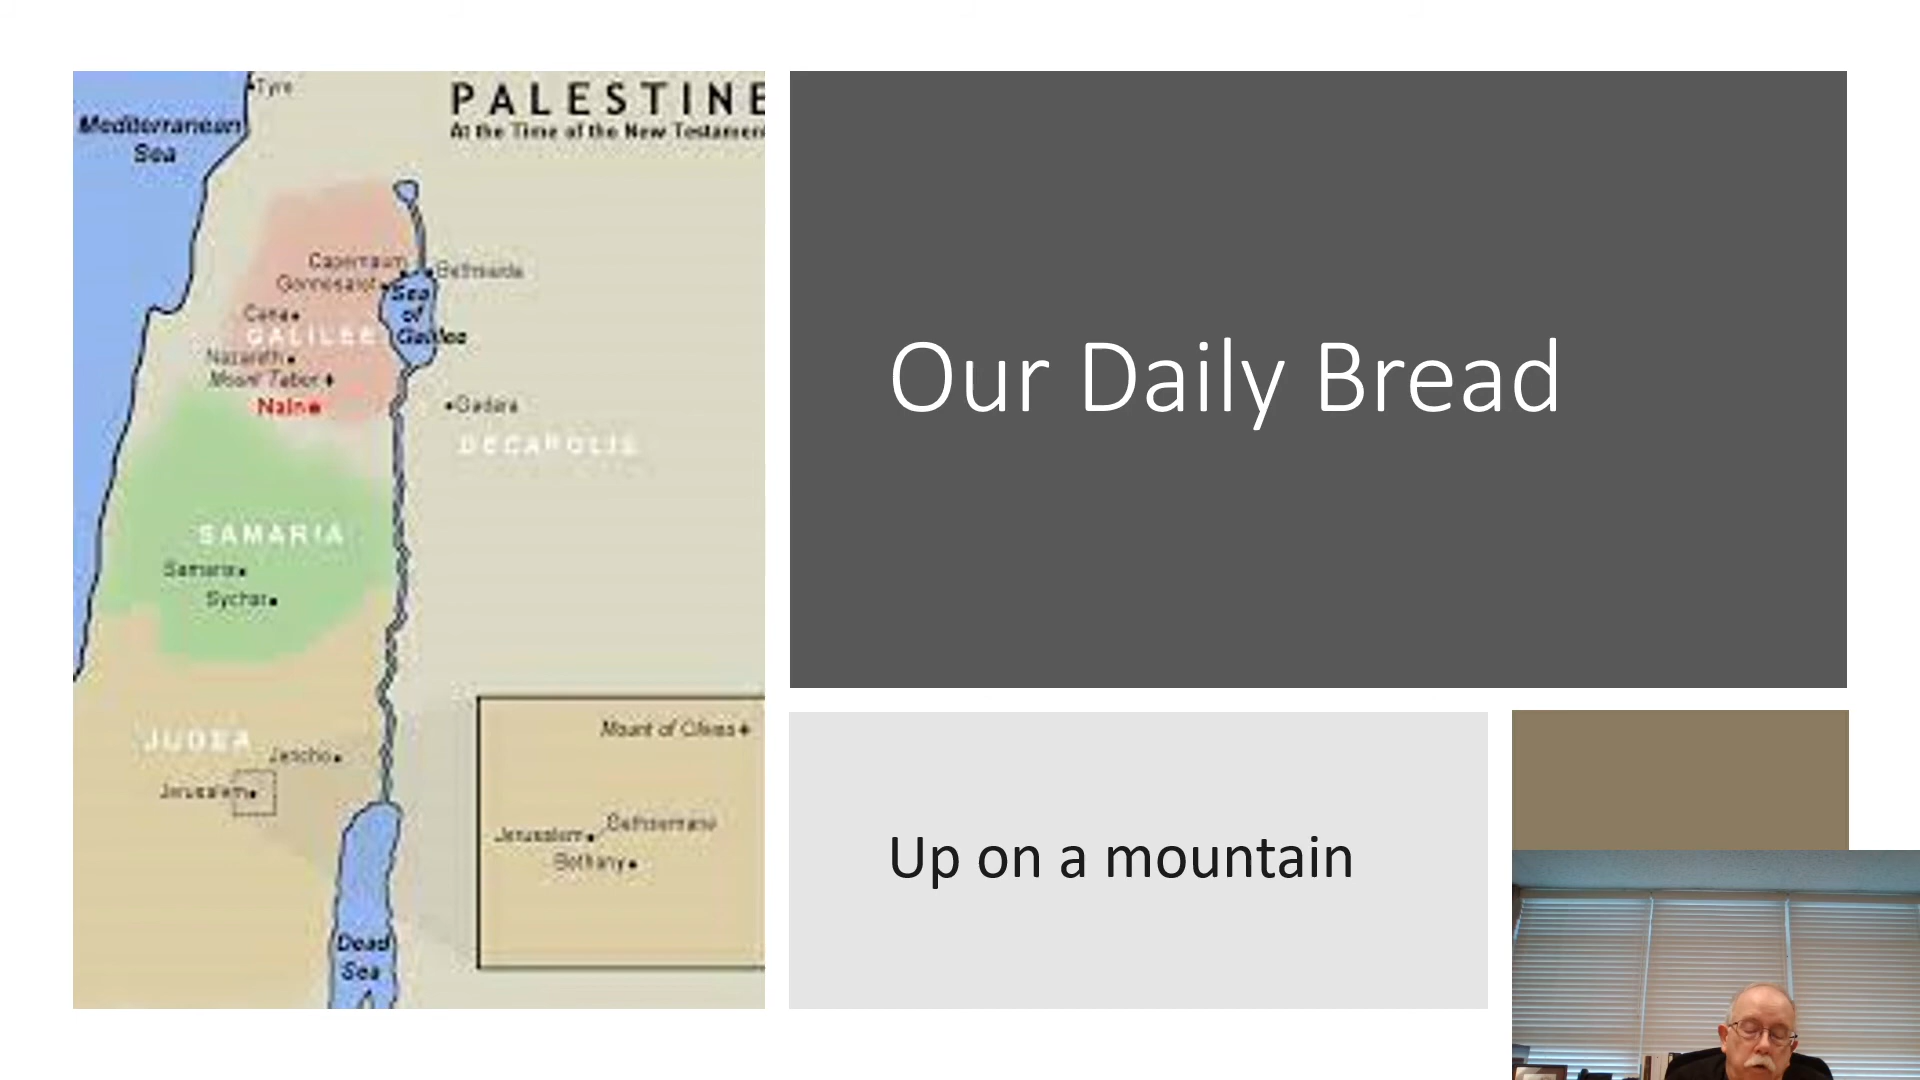 Tyre
Mediterranean
Sea
PALESTINE
At the Time of the New Testamen
Capernaum
Bethsaida
Gennesaret
Sea
of
Galilee
Cana
GALILEE
Nazareth
Mount Tabor
Nain
Gadara
DECAPOLIS
SAMARIA
Samaria
Sychar
JUDEA
Jericho
Jerusalem
Mount of Olives
Gethsemane
Jerusalem
Bethany
Dead
Sea
Our Daily Bread
Up on a mountain